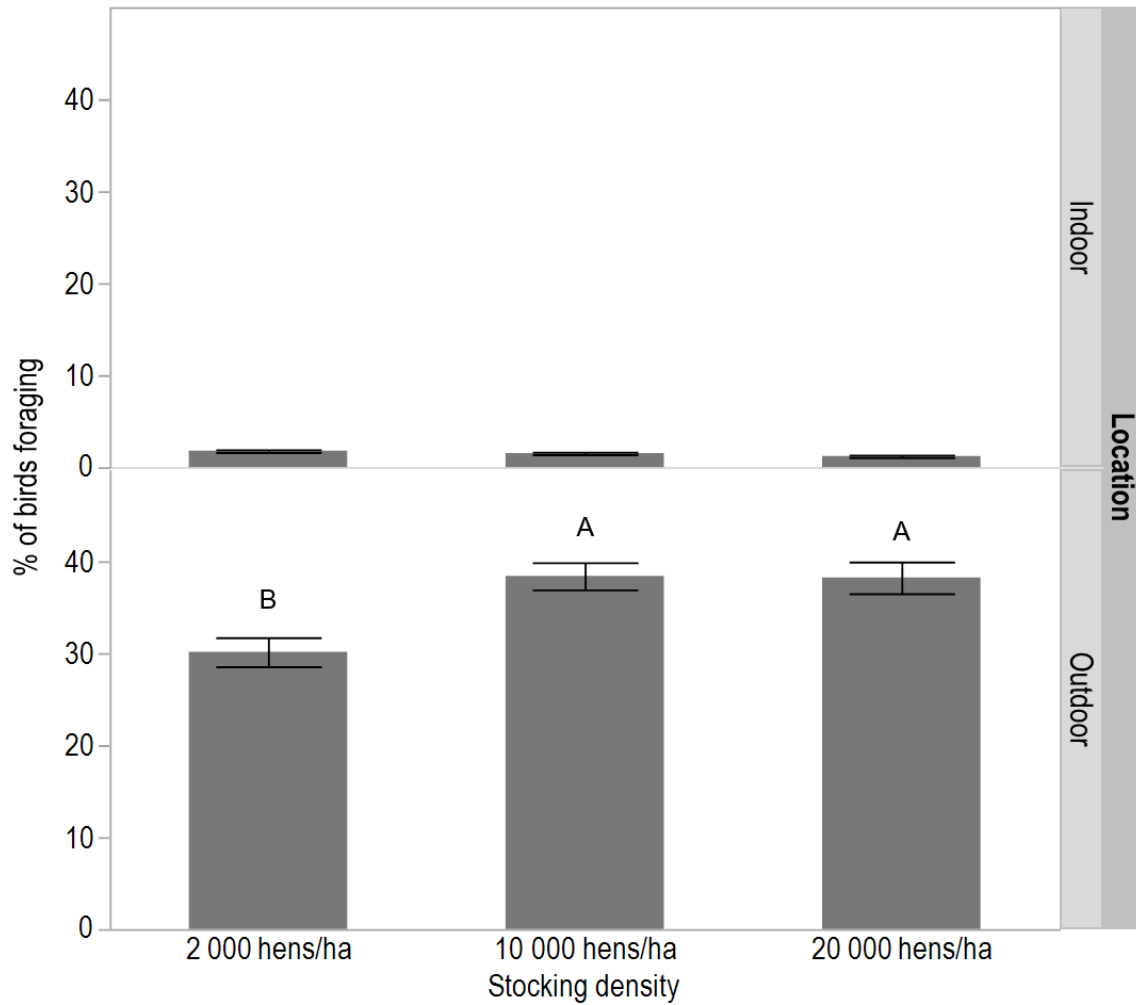 % of birds foraging
40
30
20
10
0
Indoor
40
30
20
10
0
B
A
A
Outdoor
Location
2 000 hens/ha
10 000 hens/ha
20 000 hens/ha
Stocking density